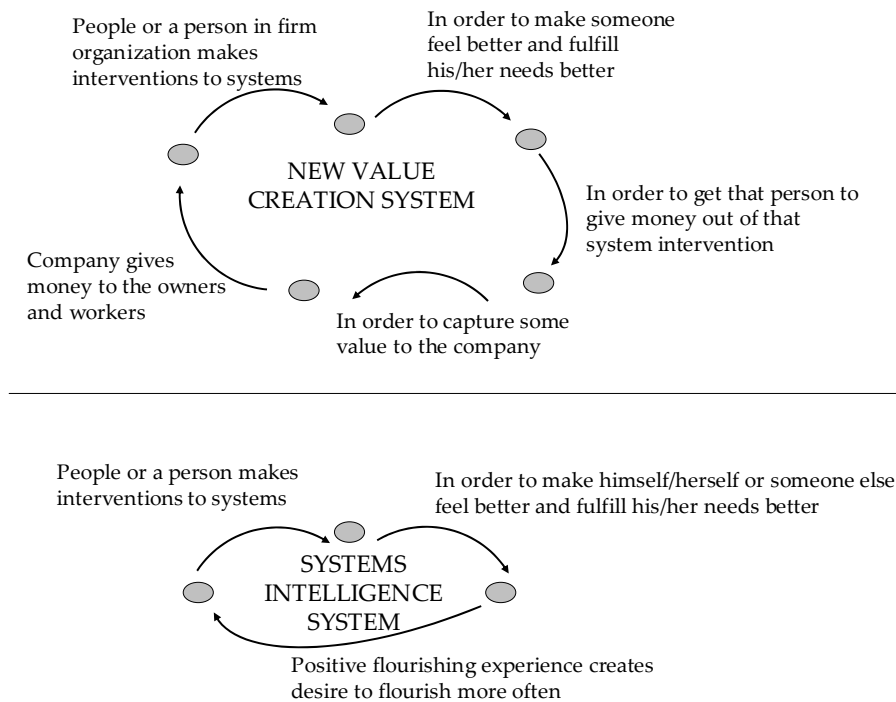 People or a person in firm
organization makes
interventions to systems
In order to make someone
feel better and fulfill
his/her needs better
NEW VALUE
CREATION SYSTEM
In order to get that person to
give money out of that
system intervention
Company gives
money to the owners
and workers
In order to capture some
value to the company
People or a person makes
interventions to systems
In order to make himself/herself or someone else
feel better and fulfill his/her needs better
SYSTEMS
INTELLIGENCE
SYSTEM
Positive flourishing experience creates
desire to flourish more often